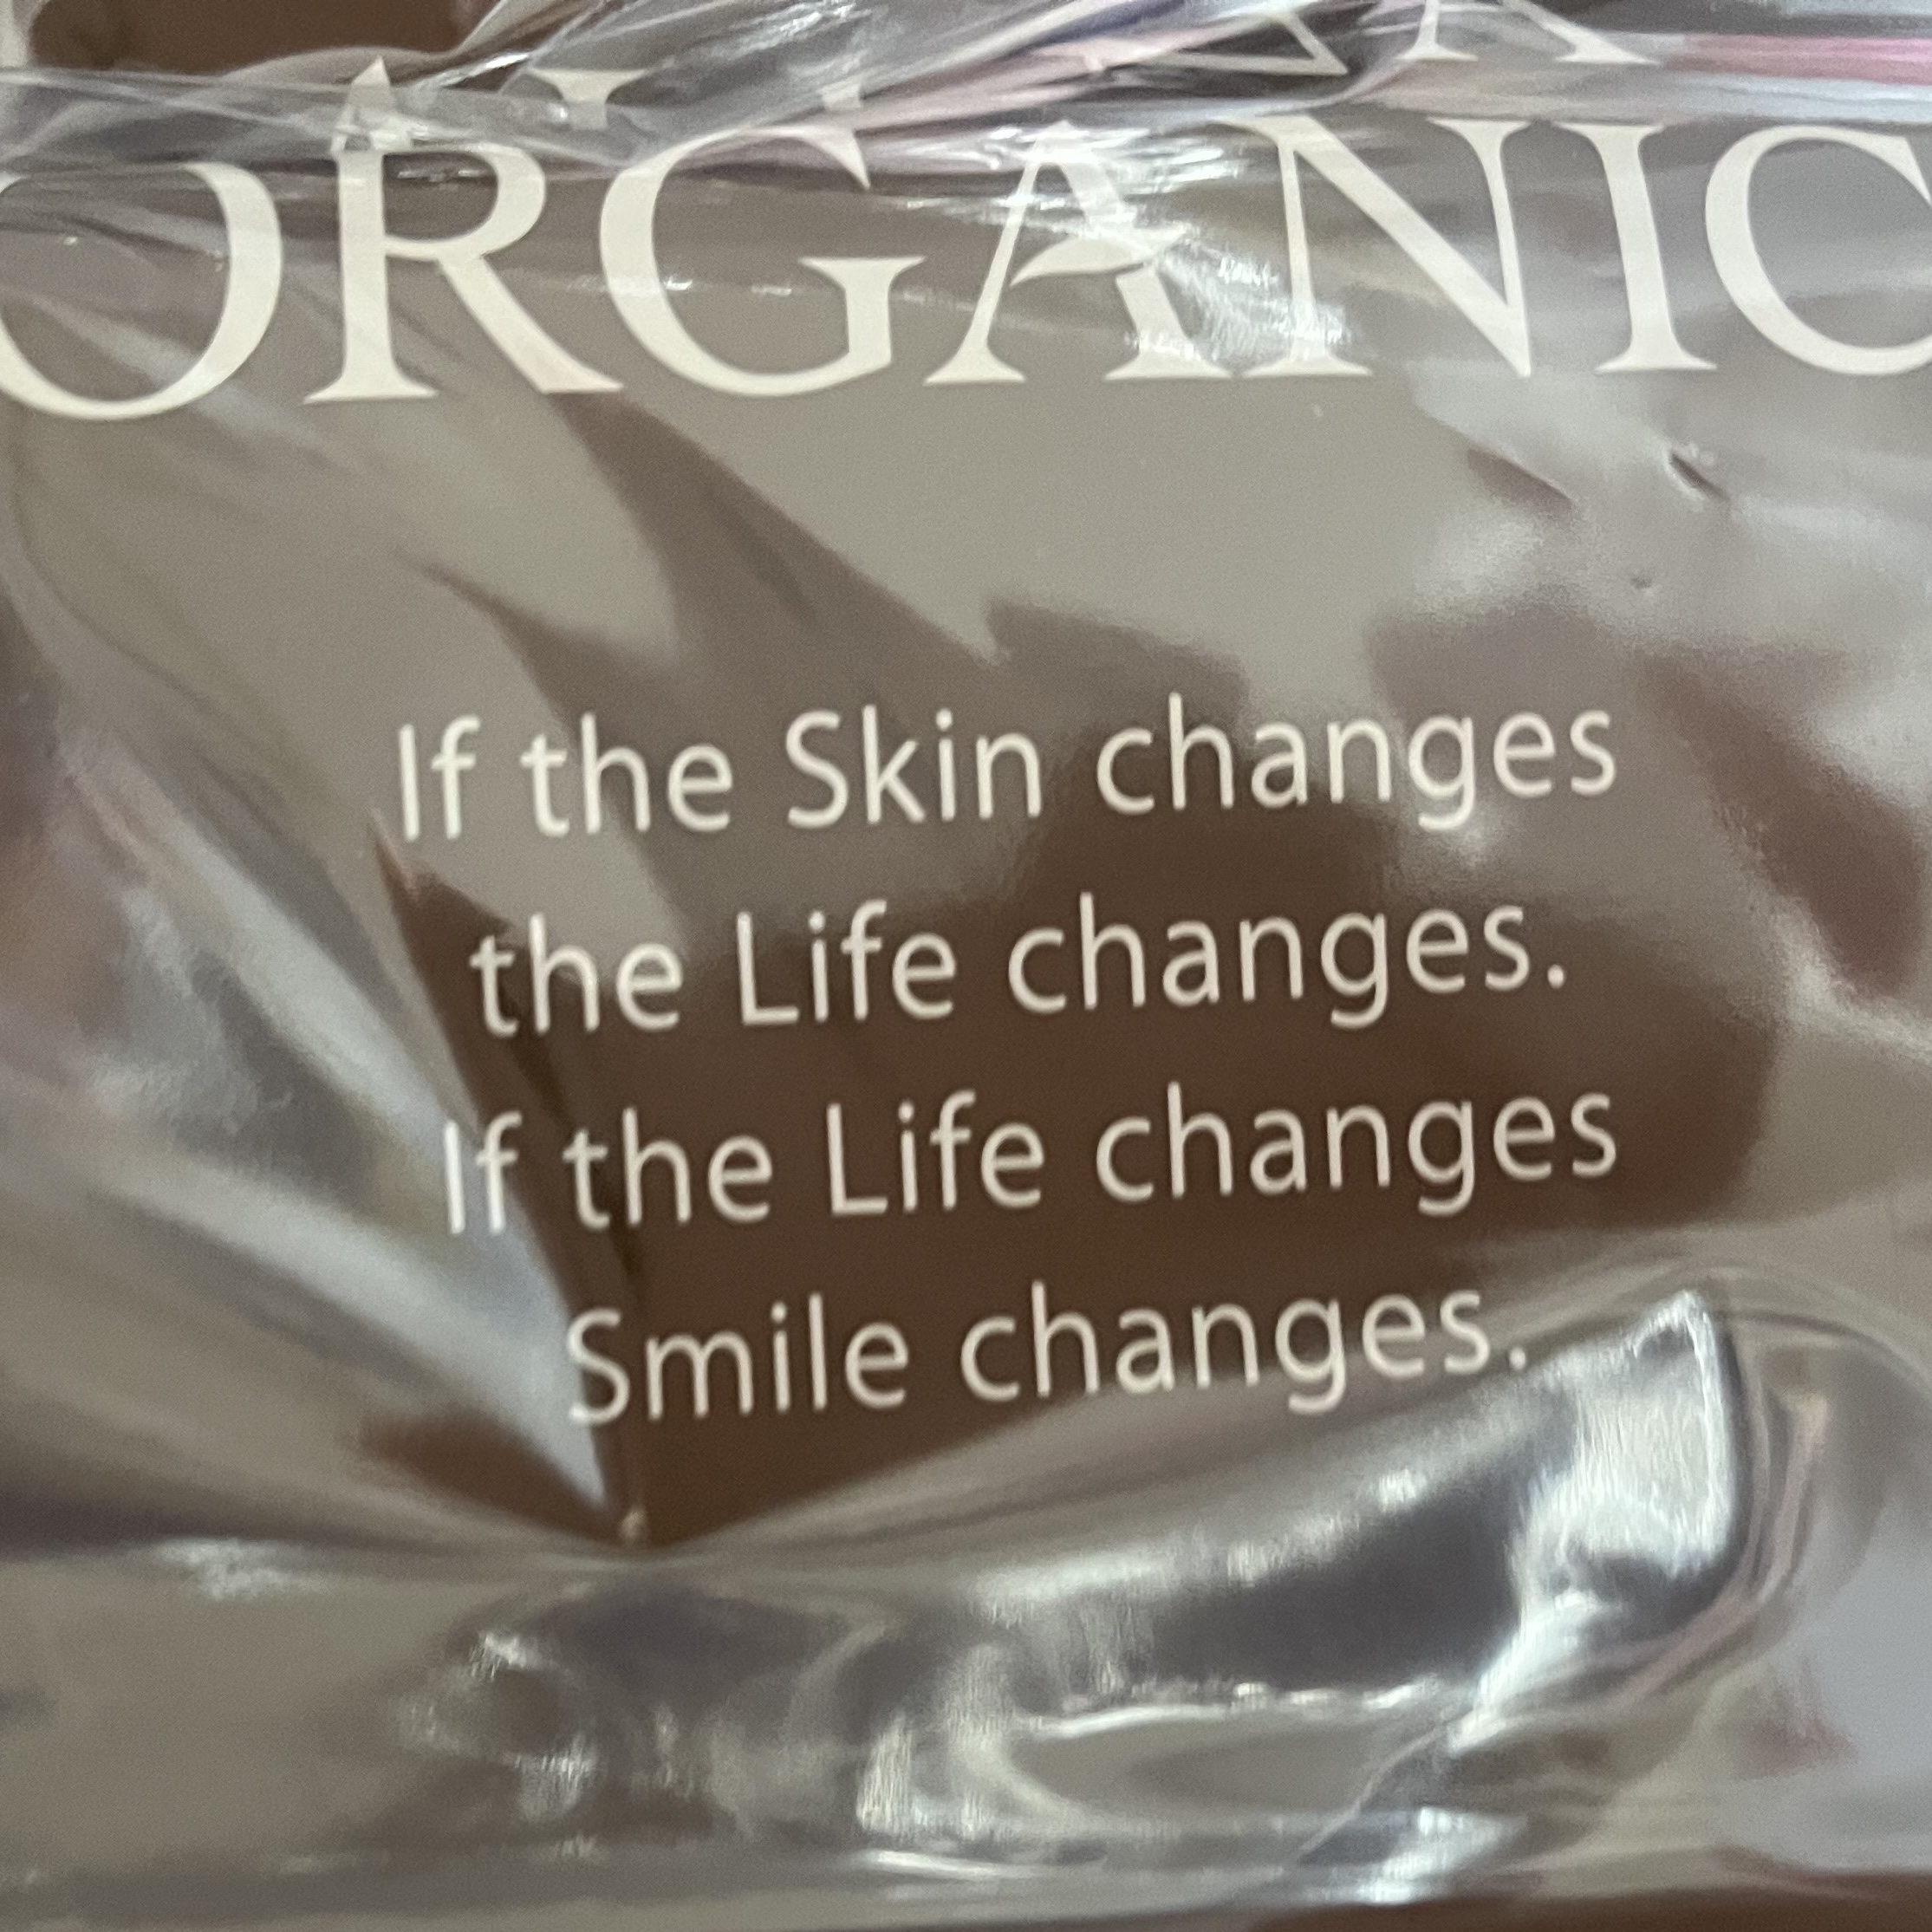 ORGANIC
If the Skin changes
the Life changes.
If the Life changes
Smile changes.